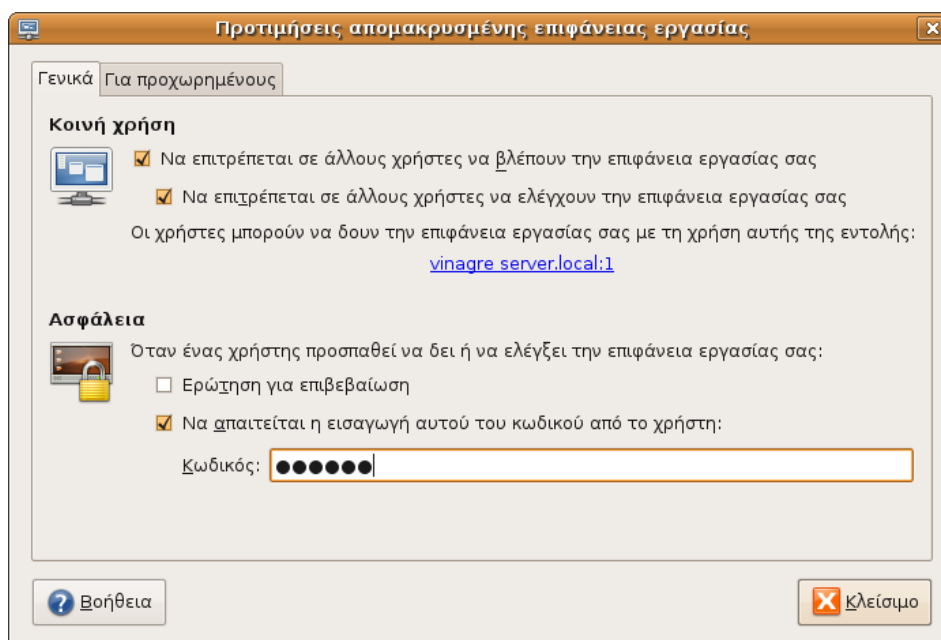 Προτιμήσεις απομακρυσμένης επιφάνειας εργασίας
Γενικά Για προχωρημένους
Κοινή χρήση
Να επιτρέπεται σε άλλους χρήστες να βλέπουν την επιφάνεια εργασίας σας
Να επιτρέπεται σε άλλους χρήστες να ελέγχουν την επιφάνεια εργασίας σας
Οι χρήστες μπορούν να δουν την επιφάνεια εργασίας σας με τη χρήση αυτής της εντολής:
vinagre server.local:1
Ασφάλεια
Όταν ένας χρήστης προσπαθεί να δει ή να ελέγξει την επιφάνεια εργασίας σας:
Ερώτηση για επιβεβαίωση
Να απαιτείται η εισαγωγή αυτού του κωδικού από το χρήστη:
Κωδικός: ●●●●●●
Βοήθεια Κλείσιμο